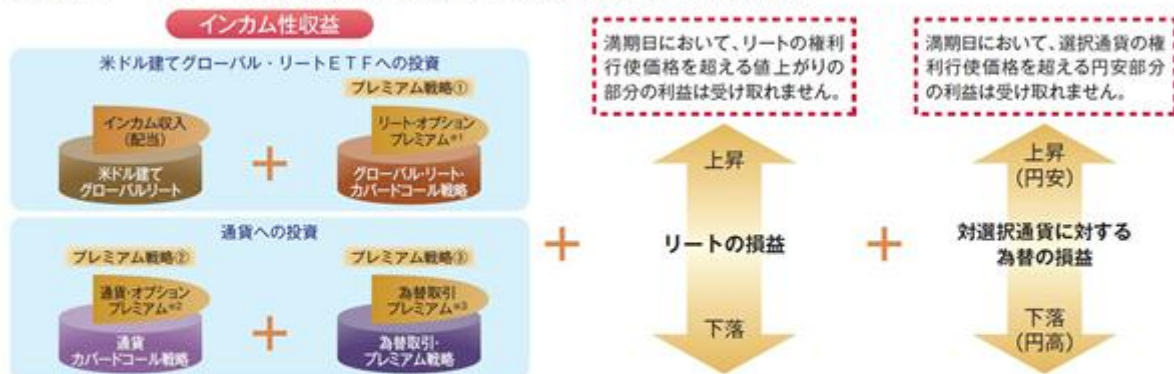 インカム性収益
米ドル建てグローバル・リートETFへの投資
プレミアム戦略①
インカム収入
(配当)
リート・オプション
プレミアム※1
米ドル建て
グローバルリート
+
グローバル・リート・
カバードコール戦略
通貨への投資
プレミアム戦略②
プレミアム戦略③
通貨・オプション
プレミアム※2
為替取引
プレミアム※3
通貨
カバードコール戦略
+
為替取引・
プレミアム戦略
+
満期日において、リートの権利
行使価格を超える値上がりの
部分の利益は受け取れません。
上昇
リートの損益
下落
+
満期日において、選択通貨の権
利行使価格を超える円安部分
の利益は受け取れません。
上昇
(円安)
対選択通貨に対する
為替の損益
下落
(円高)